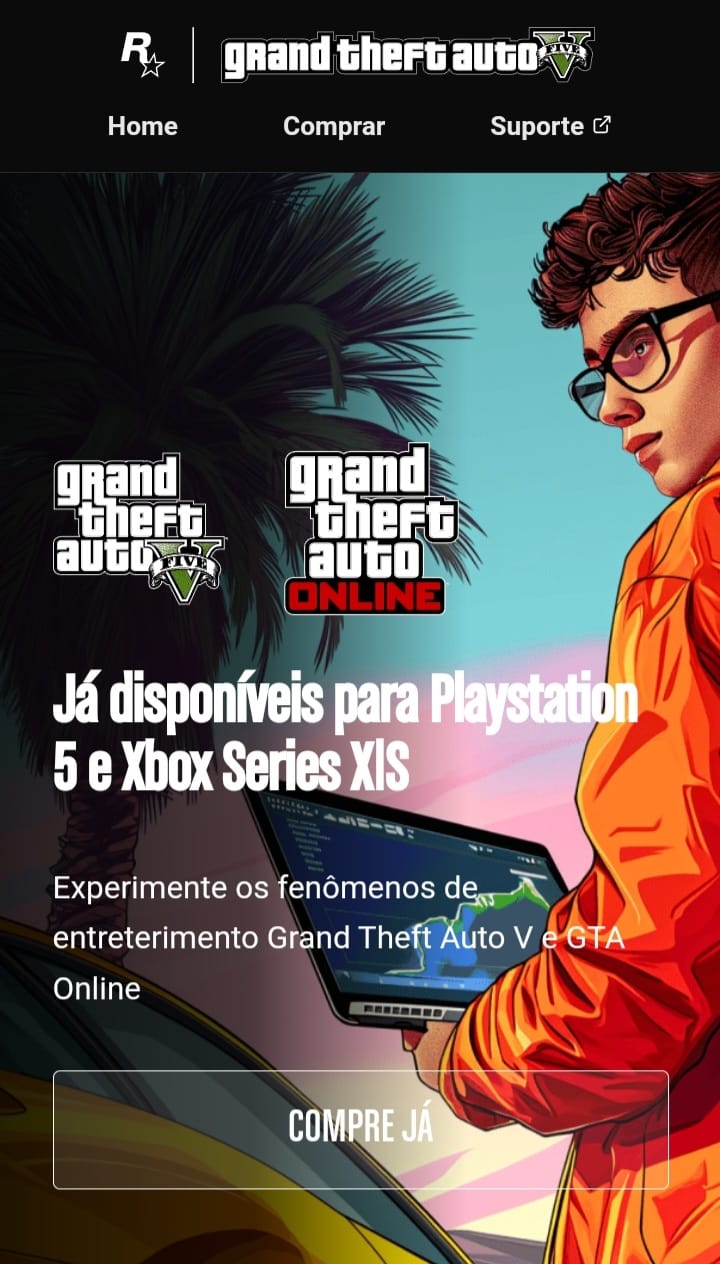 R
grand theft auto V
FIVE
Home
Comprar
Suporte
grand
theft
auto V
FIVE
grand
theft
auto
ONLINE
Já disponíveis para Playstation
5 e Xbox Series X|S
Experimente os fenômenos de
entreterimento Grand Theft Auto V e GTA
Online
COMPRE JÁ